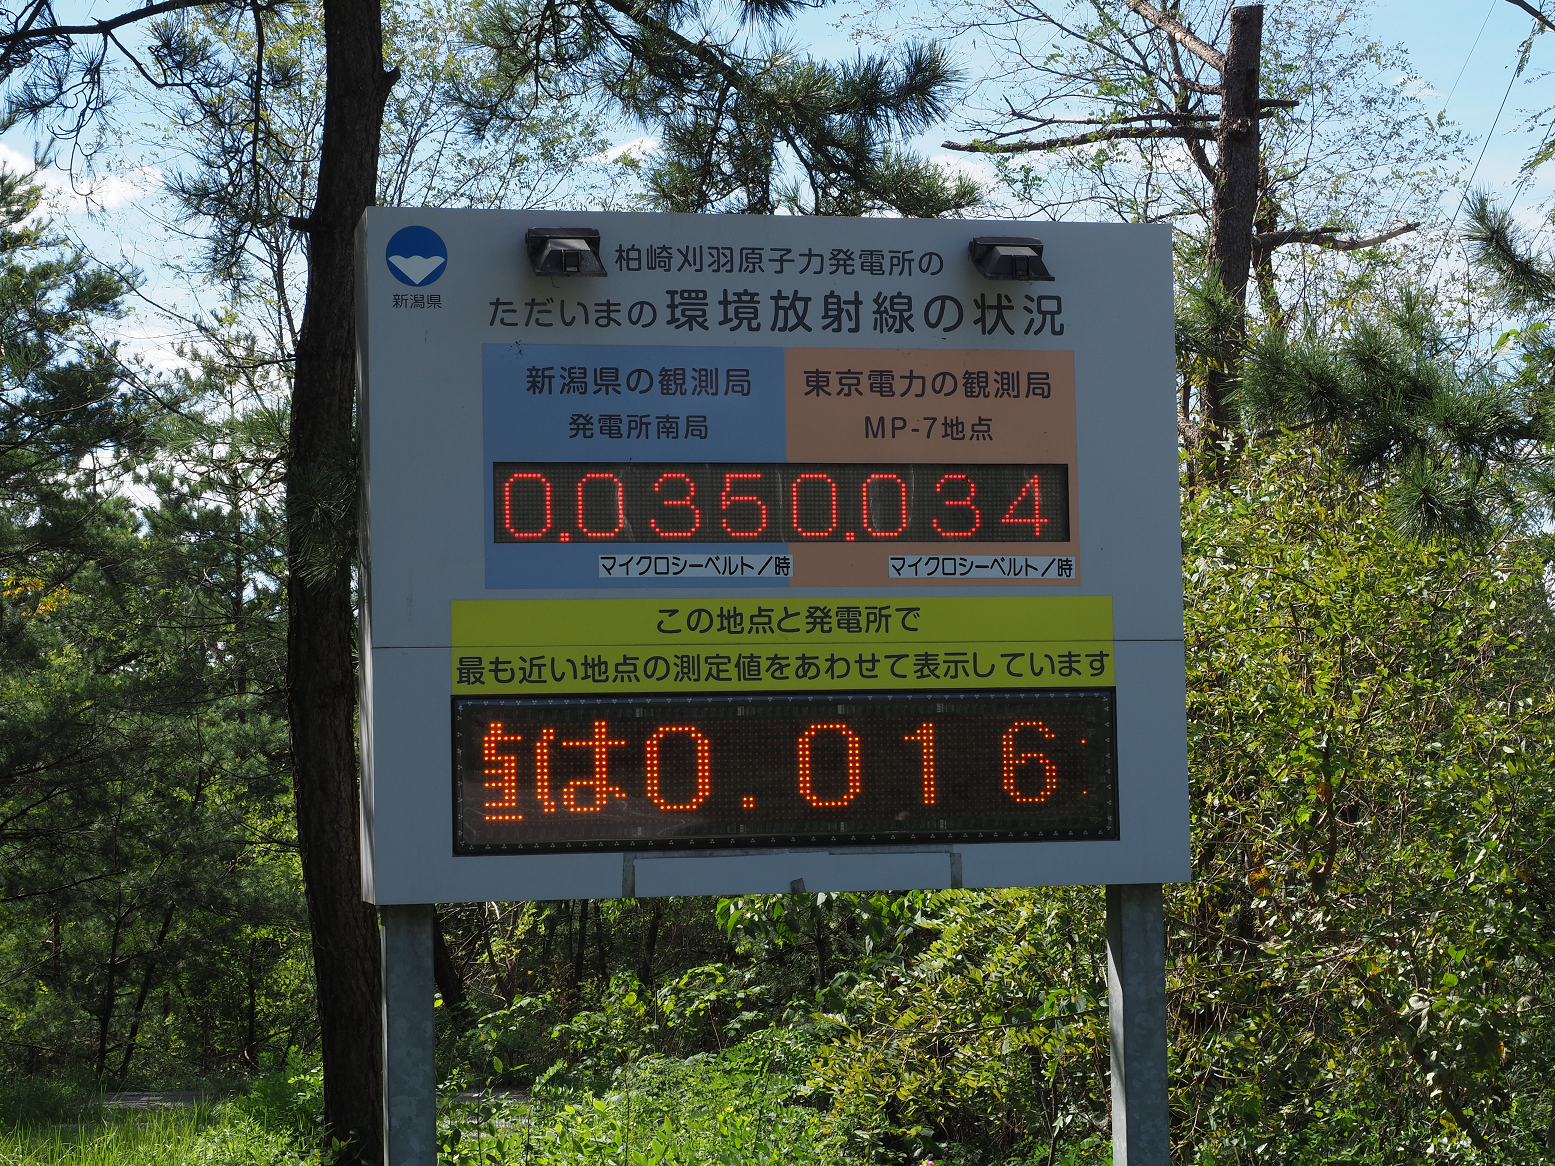 新潟県
柏崎刈羽原子力発電所の
ただいまの環境放射線の状況
新潟県の観測局
発電所南局
東京電力の観測局
MP-7地点
0.035
0.034
マイクロシーベルト/時
マイクロシーベルト/時
この地点と発電所で
最も近い地点の測定値をあわせて表示しています
は0.016